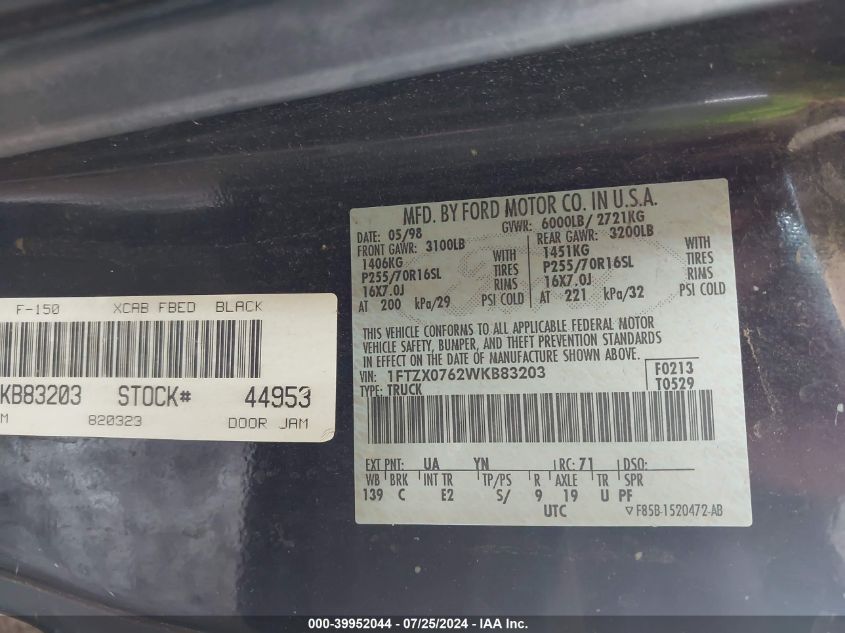 F-150 XCAB FBED BLACK
KB83203 STOCK# 44953
820323 DOOR JAM
MFD. BY FORD MOTOR CO. IN U.S.A.
DATE: 05/98 GVWR: 6000LB/ 2721KG
FRONT GAWR: 3100LB REAR GAWR: 3200LB
1406KG WITH 1451KG WITH
P255/70R16SL TIRES P255/70R16SL TIRES
16X7.0J RIMS 16X7.0J RIMS
AT 200 kPa/29 PSI COLD AT 221 kPa/32 PSI COLD
THIS VEHICLE CONFORMS TO ALL APPLICABLE FEDERAL MOTOR
VEHICLE SAFETY, BUMPER, AND THEFT PREVENTION STANDARDS
IN EFFECT ON THE DATE OF MANUFACTURE SHOWN ABOVE.
VIN: 1FTZX0762WKB83203 F0213
TYPE: TRUCK T0529
EXT PNT: UA YN RC: 71 DSO:
WB BRK INT TR TP/PS R AXLE TR SPR
139 C E2 S/ 9 19 U PF
UTC F85B-1520472-AB
000-39952044 / 07/25/2024 / IAA Inc.